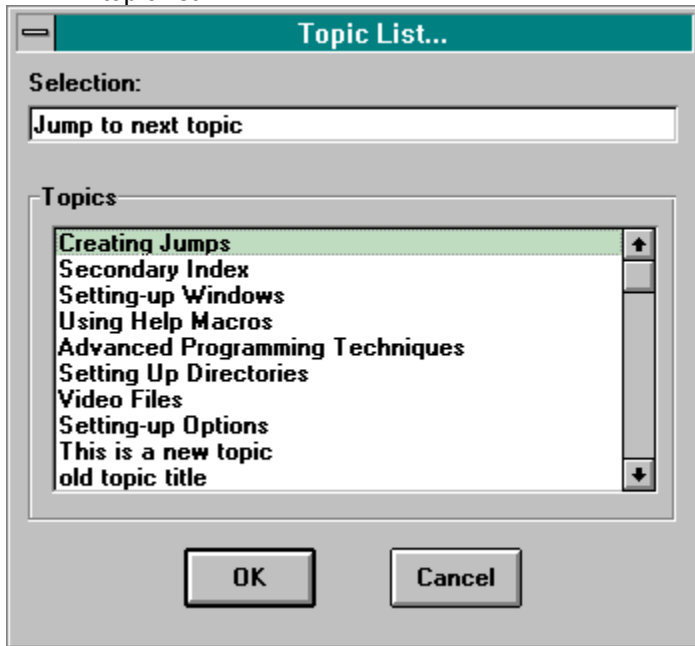 Topic List...
Selection:
Jump to next topic
Topics
Creating Jumps
Secondary Index
Setting-up Windows
Using Help Macros
Advanced Programming Techniques
Setting Up Directories
Video Files
Setting-up Options
This is a new topic
old topic title
OK
Cancel